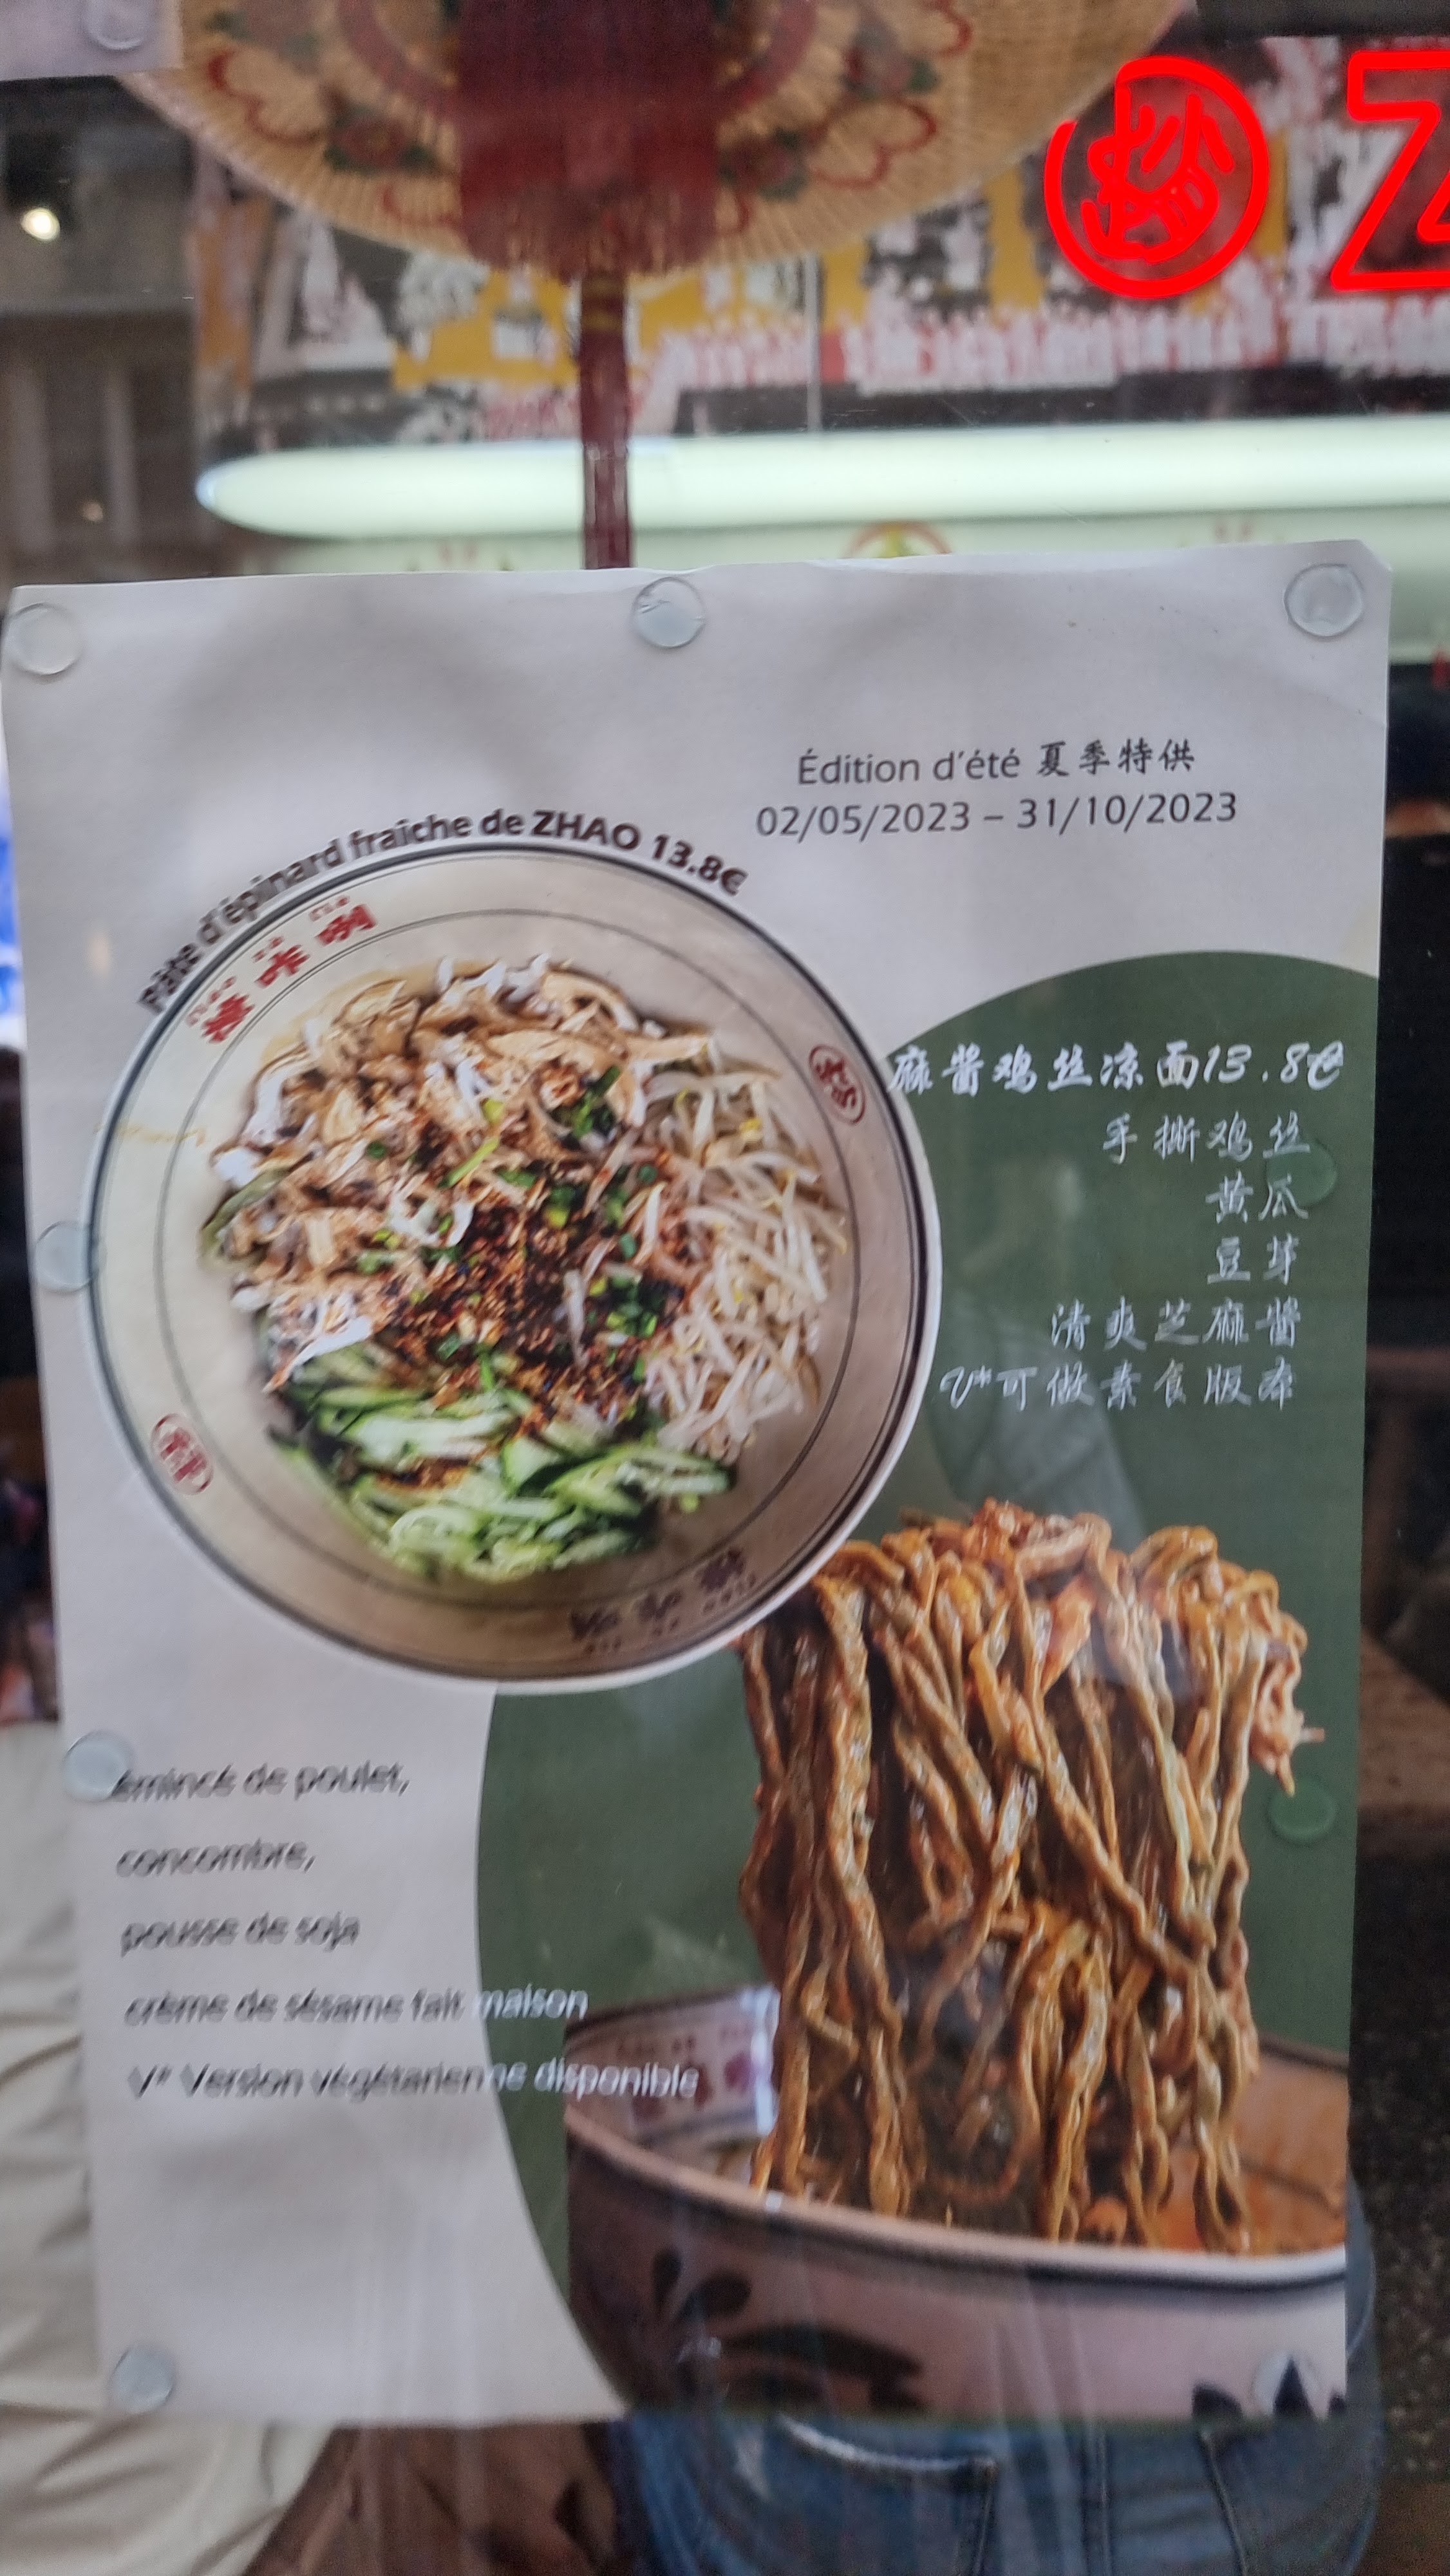 Z
Édition d'été 夏季特供
02/05/2023 – 31/10/2023
Pâte d'épinard fraîche de ZHAO 13.8€
麻酱鸡丝凉面13.8€
手撕鸡丝
黄瓜
豆芽
清爽芝麻酱
V*可做素食版本
émincé de poulet,
concombre,
pousse de soja
crème de sésame fait maison
V* Version végétarienne disponible